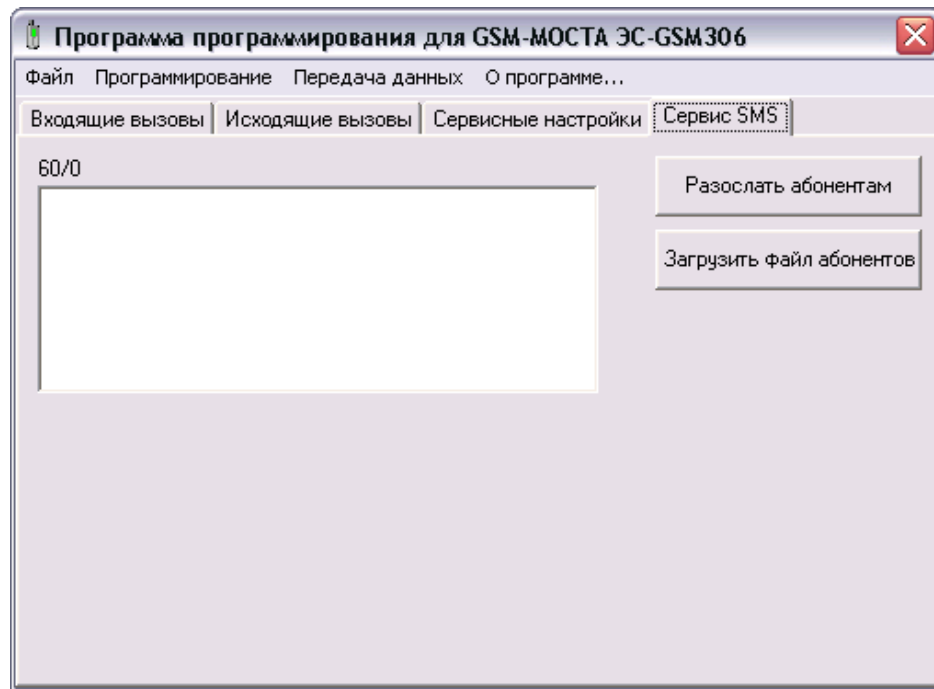 Программа программирования для GSM-МОСТА ЭС-GSM306
Файл Программирование Передача данных О программе...
Входящие вызовы Исходящие вызовы Сервисные настройки Сервис SMS
60/0
Разослать абонентам
Загрузить файл абонентов